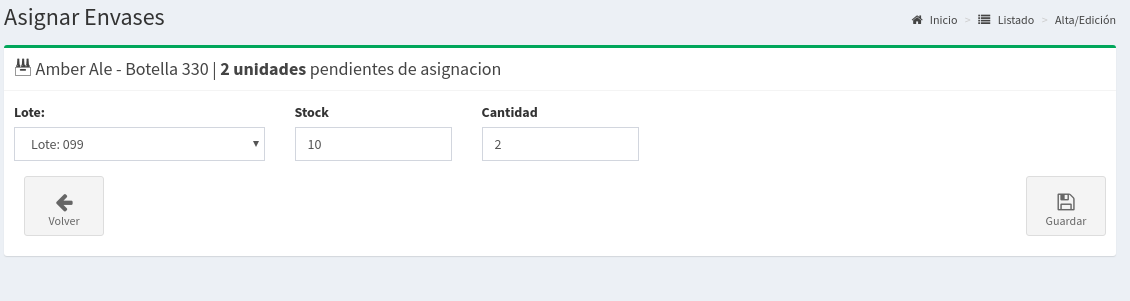 Asignar Envases
Inicio > Listado > Alta/Edición
Amber Ale - Botella 330 | 2 unidades pendientes de asignacion
Lote: Stock Cantidad
Lote: 099 10 2
Volver Guardar